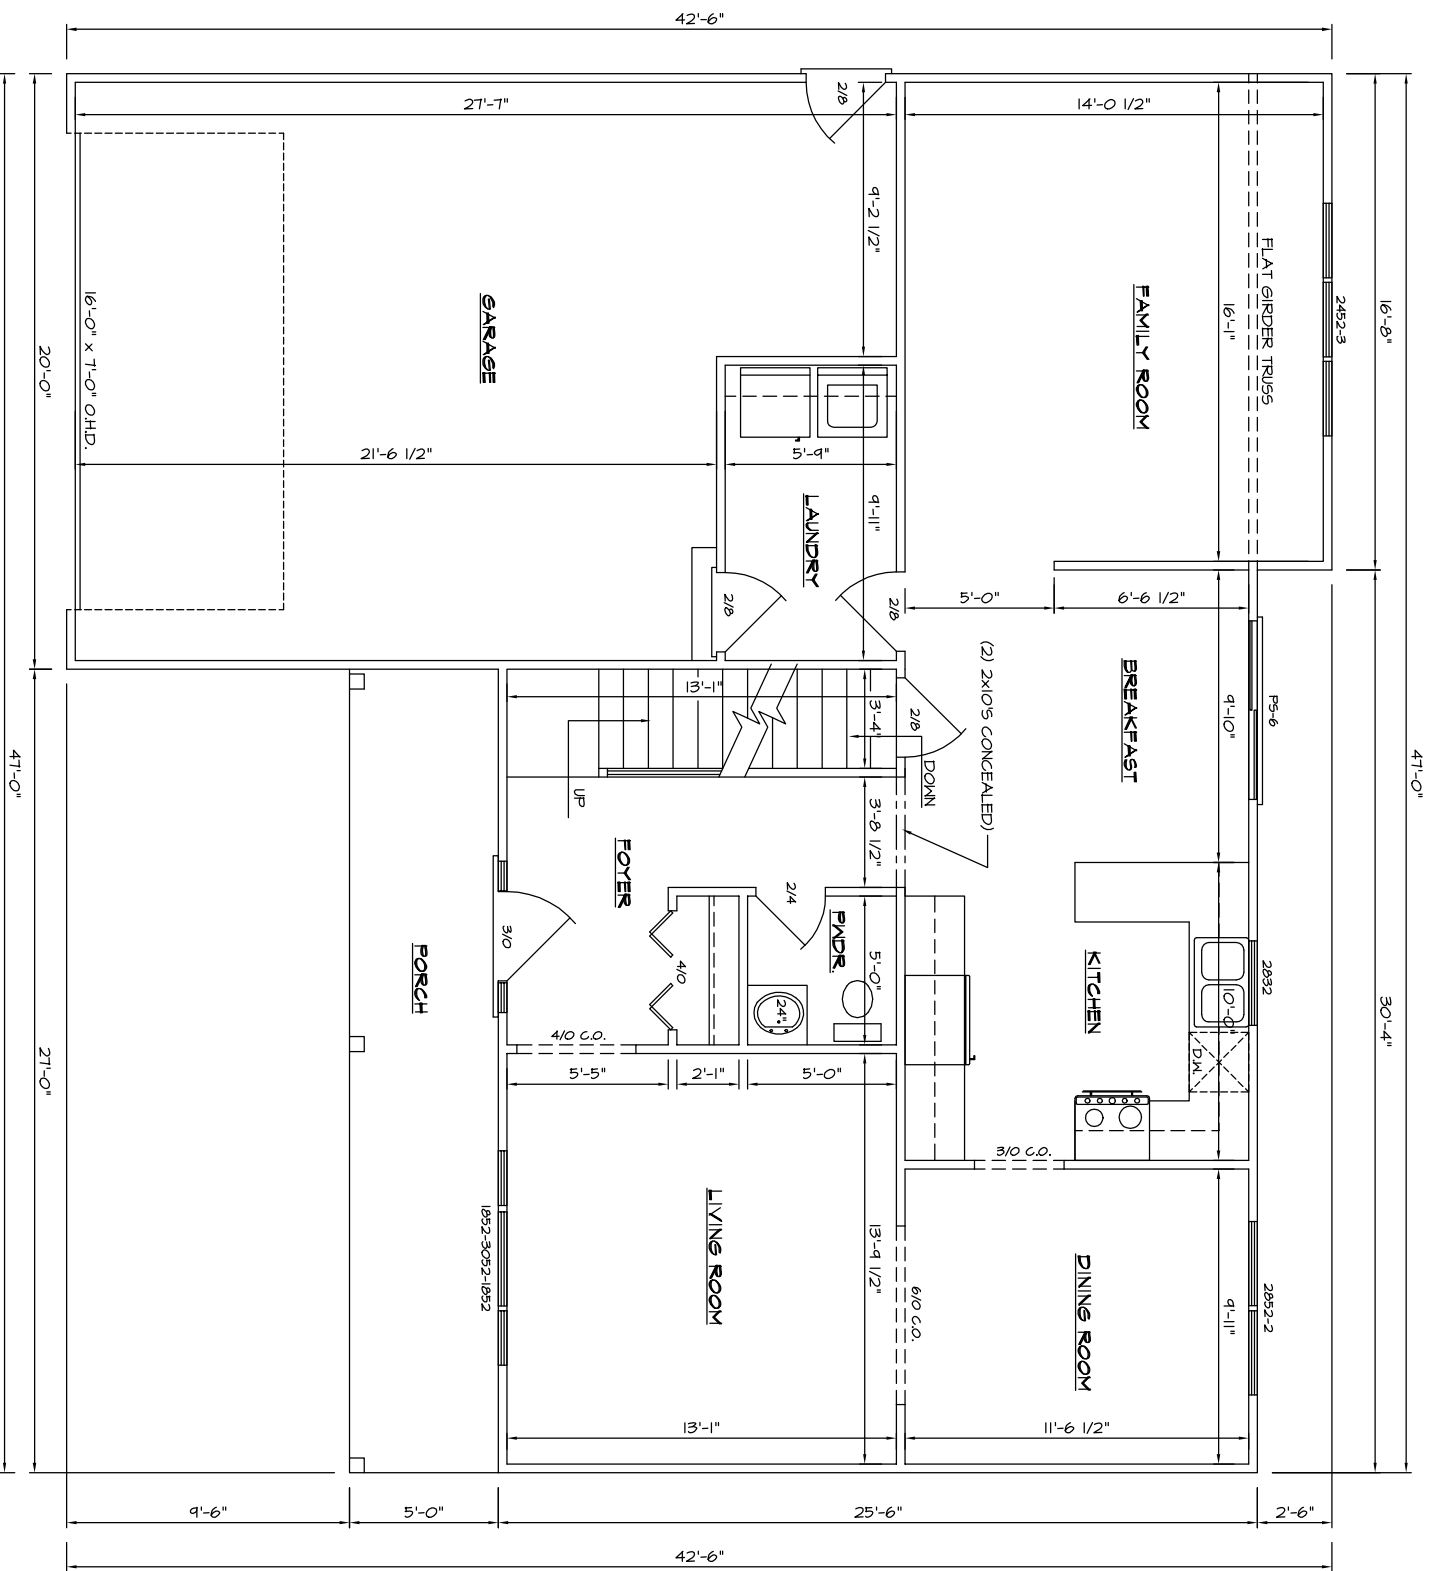 42'-6"
27'-7"
2/8
14'-0 1/2"
9'-2 1/2"
FLAT GIRDER TRUSS
2452-3
16'-8"
16'-1"
FAMILY ROOM
GARAGE
16'-0" x 7'-0" O.H.D.
20'-0"
21'-6 1/2"
5'-9"
9'-11"
LAUNDRY
2/8
2/8
5'-0"
6'-6 1/2"
(2) 2x10'S CONCEALED
BREAKFAST
9'-10"
PS-6
47'-0"
47'-0"
13'-1"
3'-4"
2/8
DOWN
UP
3'-8 1/2"
FOYER
2/4
PWDR.
5'-0"
3/0
4/0
24"
PORCH
KITCHEN
10'-0"
2832
30'-4"
D.W.
27'-0"
4/0 C.O.
5'-5"
2'-1"
5'-0"
3/0 C.O.
1852-3052-1852
LIVING ROOM
13'-9 1/2"
6/0 C.O.
DINING ROOM
9'-11"
2852-2
13'-1"
11'-6 1/2"
9'-6"
5'-0"
25'-6"
2'-6"
42'-6"